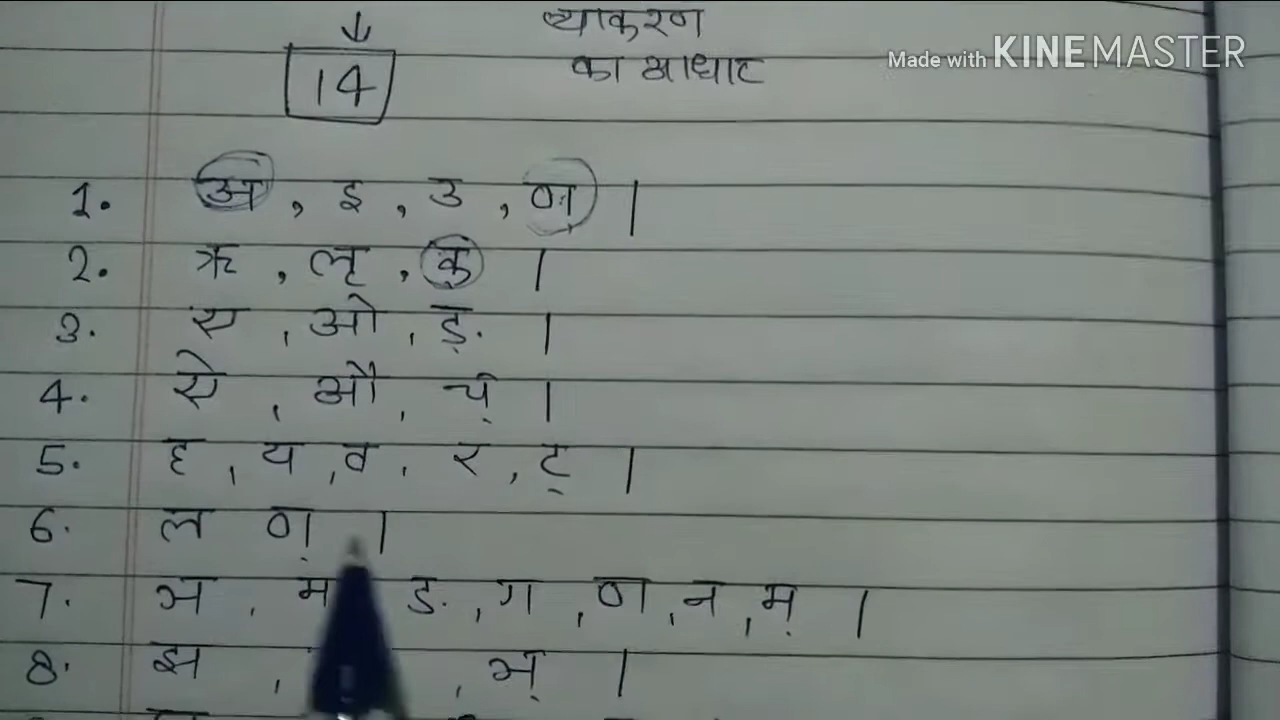 व्याकरण
का आधार
Made with KINEMASTER
↓
14
1. अ, इ, उ, ण् |
2. ऋ, लृ, क् |
3. ए, ओ, ङ् |
4. ऐ, औ, च् |
5. ह, य, व, र, ट् |
6. ल ण् |
7. ञ, म ङ, ग, ण, न, म् |
8. झ, , ञ् |